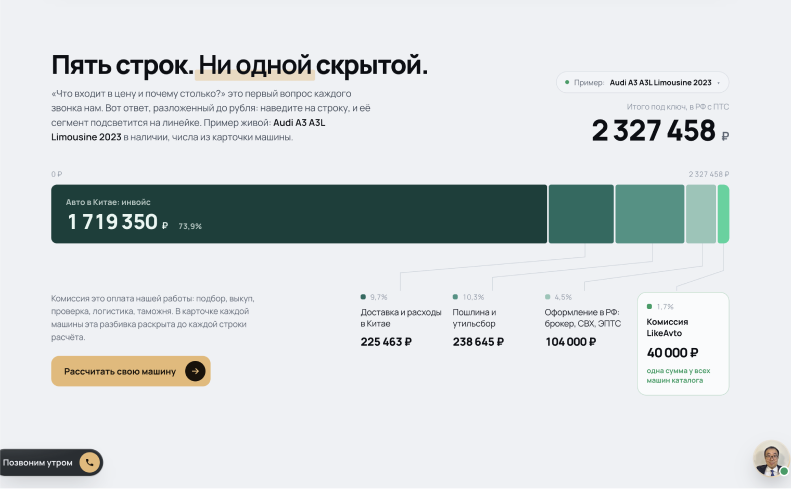 Пять строк. Ни одной скрытой.
«Что входит в цену и почему столько?» это первый вопрос каждого
звонка нам. Вот ответ, разложенный до рубля: наведите на строку, и её
сегмент подсветится на линейке. Пример живой: Audi A3 A3L
Limousine 2023 в наличии, числа из карточки машины.
Пример: Audi A3 A3L Limousine 2023
Итого под ключ, в РФ с ПТС
2 327 458 ₽
0 ₽
2 327 458 ₽
Авто в Китае: инвойс
1 719 350 ₽ 73,9%
Комиссия это оплата нашей работы: подбор, выкуп,
проверка, логистика, таможня. В карточке каждой
машины эта разбивка раскрыта до каждой строки
расчёта.
Рассчитать свою машину →
9,7%
Доставка и расходы
в Китае
225 463 ₽
10,3%
Пошлина и
утильсбор
238 645 ₽
4,5%
Оформление в РФ:
брокер, СВХ, ЭПТС
104 000 ₽
1,7%
Комиссия
LikeAvto
40 000 ₽
одна сумма у всех
машин каталога
Позвоним утром